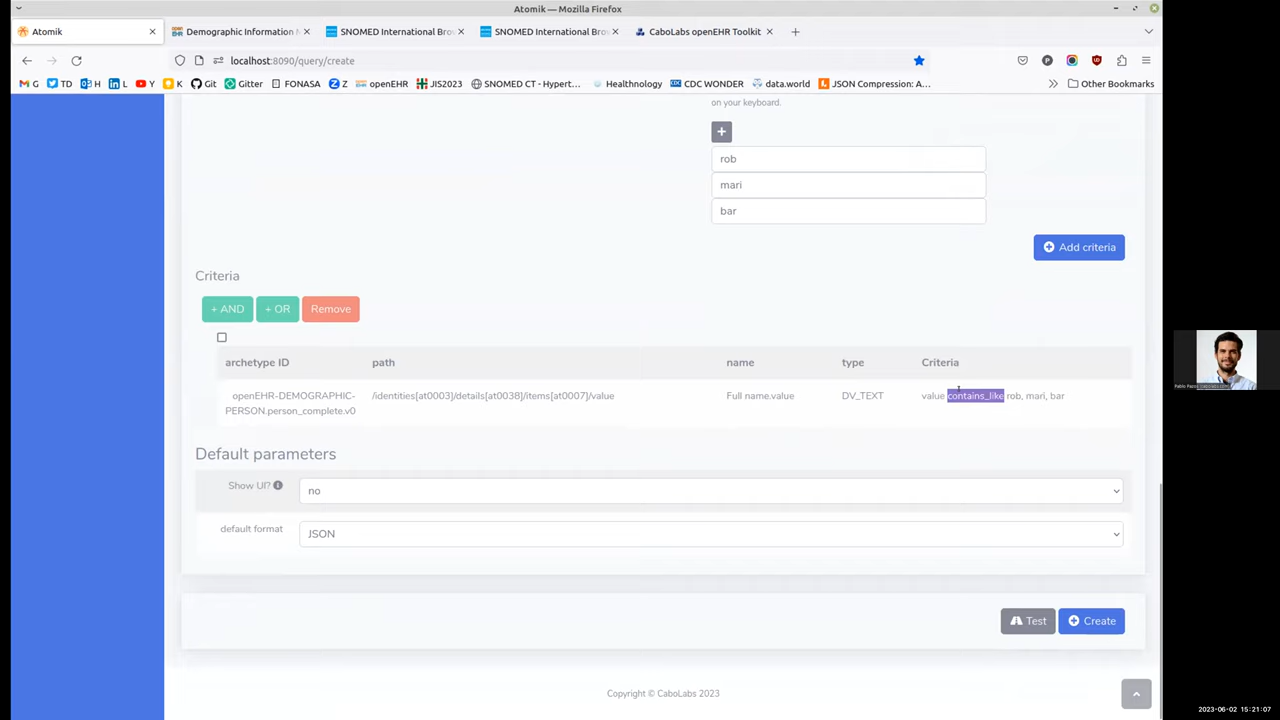 Atomik — Mozilla Firefox
Atomik
Demographic Information M
SNOMED International Bro
SNOMED International Bro
CaboLabs openEHR Toolkit
localhost:8090/query/create
G
TD
H
LI
Y
K
Git
Gitter
FONASA
Z
openEHR
JIS2023
SNOMED CT - Hypert...
Healthnology
CDC WONDER
data.world
JSON Compression: A...
Other Bookmarks
on your keyboard.
rob
mari
bar
Add criteria
Criteria
+ AND
+ OR
Remove
archetype ID path name type Criteria
openEHR-DEMOGRAPHIC-PERSON.person_complete.v0 /identities[at0003]/details[at0038]/items[at0007]/value Full name.value DV_TEXT value contains_like rob, mari, bar
Default parameters
Show UI? no
default format JSON
Test
Create
Copyright © CaboLabs 2023
2023-06-02 15:21:07